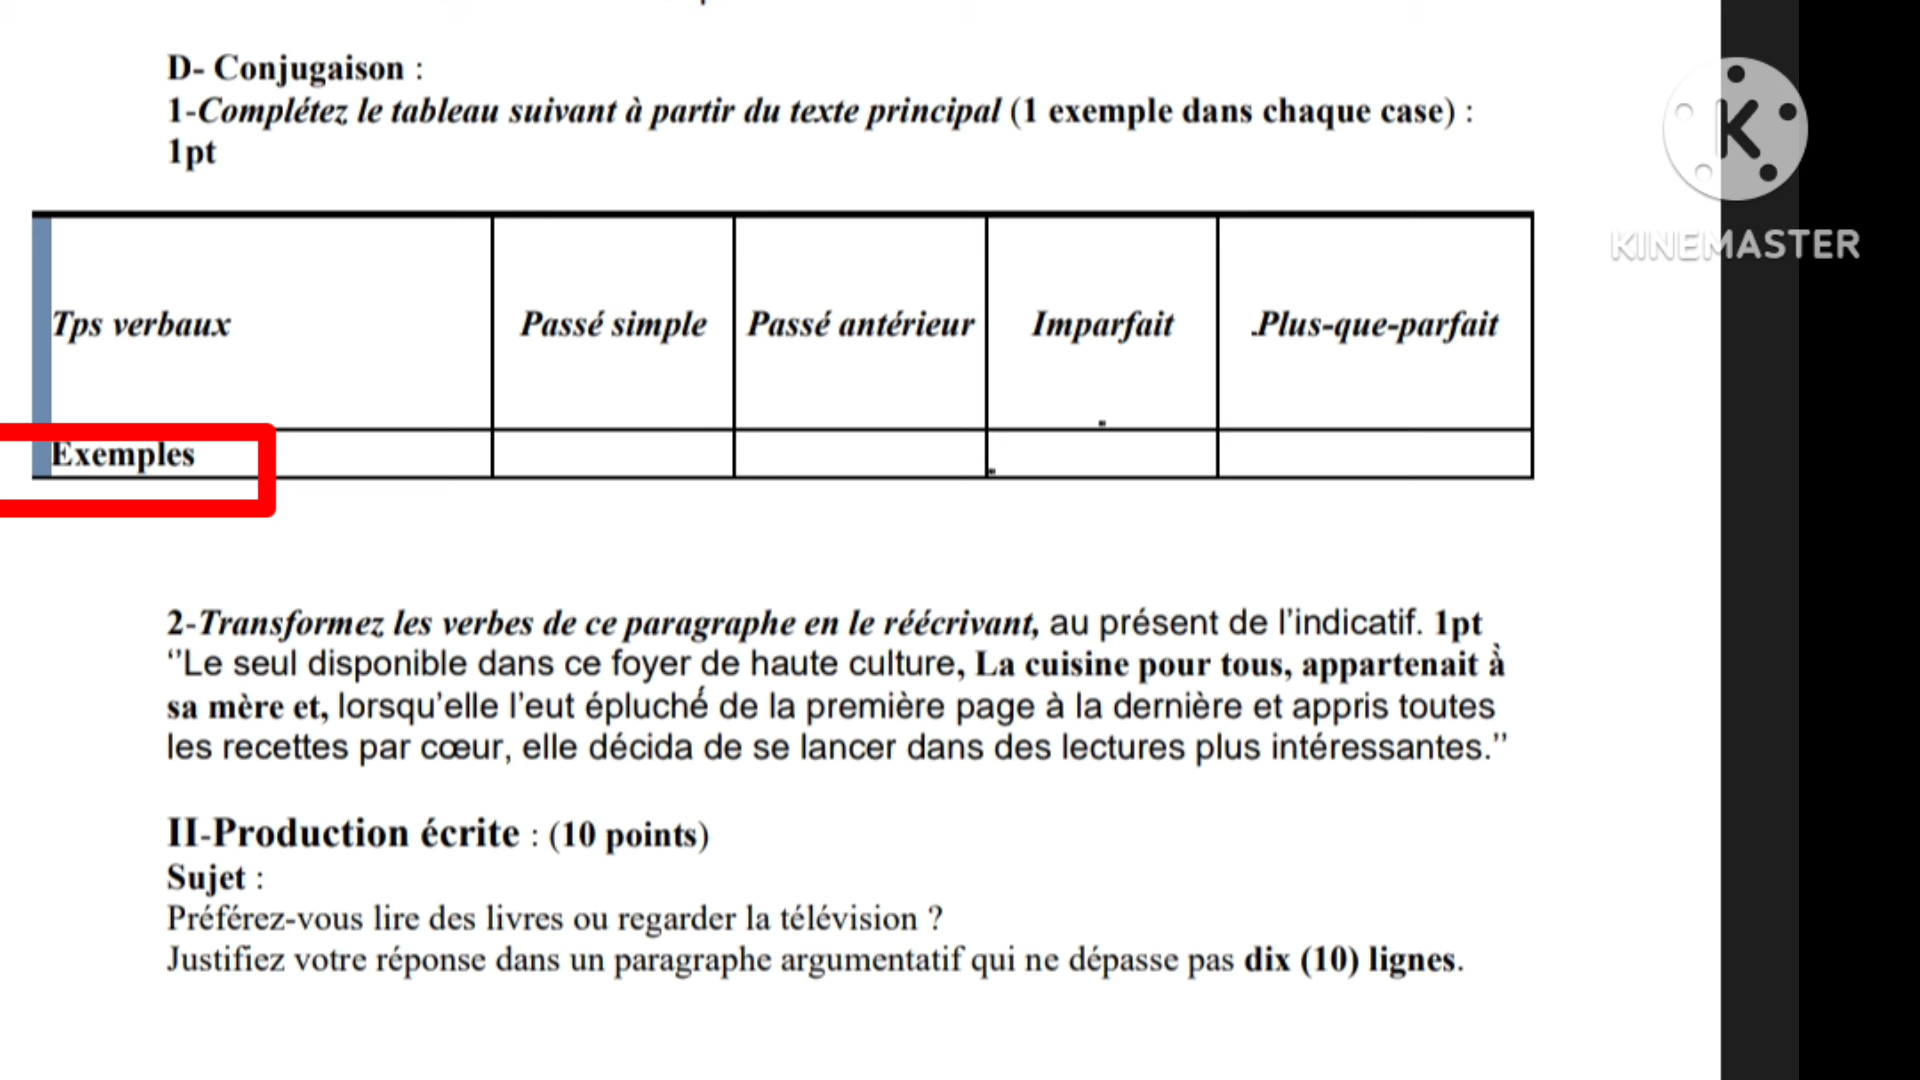 D- Conjugaison :
1-Complétez le tableau suivant à partir du texte principal (1 exemple dans chaque case) :
1pt
K
KINEMASTER
Tps verbaux Passé simple Passé antérieur Imparfait .Plus-que-parfait
Exemples
2-Transformez les verbes de ce paragraphe en le réécrivant, au présent de l’indicatif. 1pt
‘’Le seul disponible dans ce foyer de haute culture, La cuisine pour tous, appartenait à
sa mère et, lorsqu’elle l’eut épluché de la première page à la dernière et appris toutes
les recettes par cœur, elle décida de se lancer dans des lectures plus intéressantes.’’
II-Production écrite : (10 points)
Sujet :
Préférez-vous lire des livres ou regarder la télévision ?
Justifiez votre réponse dans un paragraphe argumentatif qui ne dépasse pas dix (10) lignes.